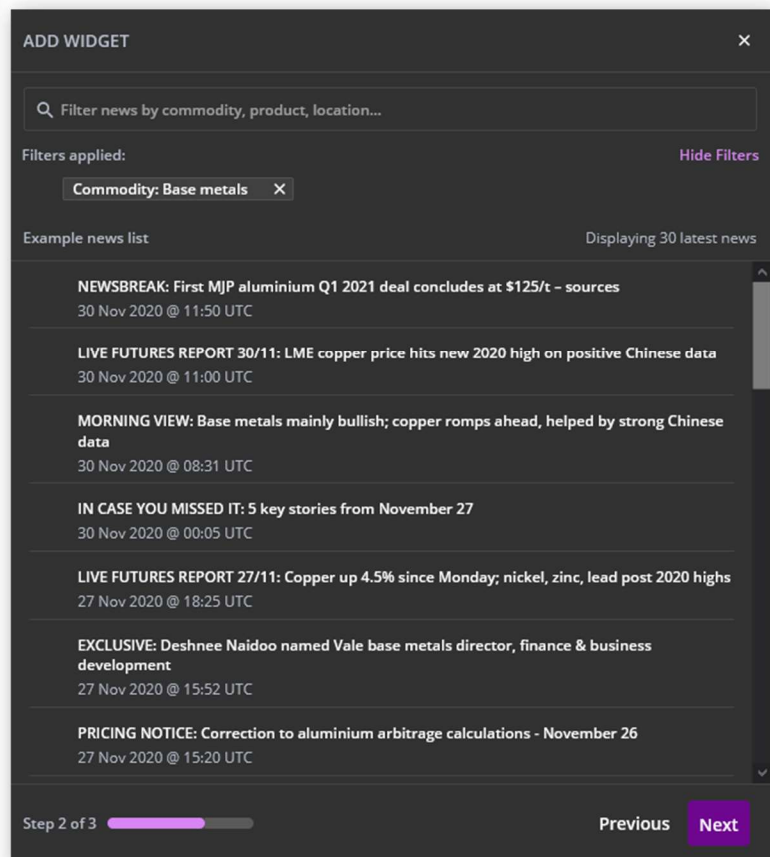 ADD WIDGET
Filter news by commodity, product, location...
Filters applied:
Hide Filters
Commodity: Base metals
Example news list
Displaying 30 latest news
NEWSBREAK: First MJP aluminium Q1 2021 deal concludes at $125/t – sources
30 Nov 2020 @ 11:50 UTC
LIVE FUTURES REPORT 30/11: LME copper price hits new 2020 high on positive Chinese data
30 Nov 2020 @ 11:00 UTC
MORNING VIEW: Base metals mainly bullish; copper romps ahead, helped by strong Chinese
data
30 Nov 2020 @ 08:31 UTC
IN CASE YOU MISSED IT: 5 key stories from November 27
30 Nov 2020 @ 00:05 UTC
LIVE FUTURES REPORT 27/11: Copper up 4.5% since Monday; nickel, zinc, lead post 2020 highs
27 Nov 2020 @ 18:25 UTC
EXCLUSIVE: Deshnee Naidoo named Vale base metals director, finance & business
development
27 Nov 2020 @ 15:52 UTC
PRICING NOTICE: Correction to aluminium arbitrage calculations - November 26
27 Nov 2020 @ 15:20 UTC
Step 2 of 3
Previous
Next